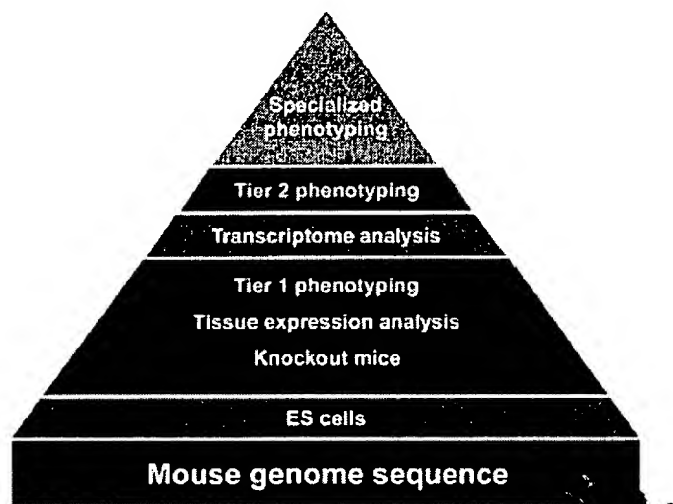 Specialized
phenotyping
Tier 2 phenotyping
Transcriptome analysis
Tier 1 phenotyping
Tissue expression analysis
Knockout mice
ES cells
Mouse genome sequence